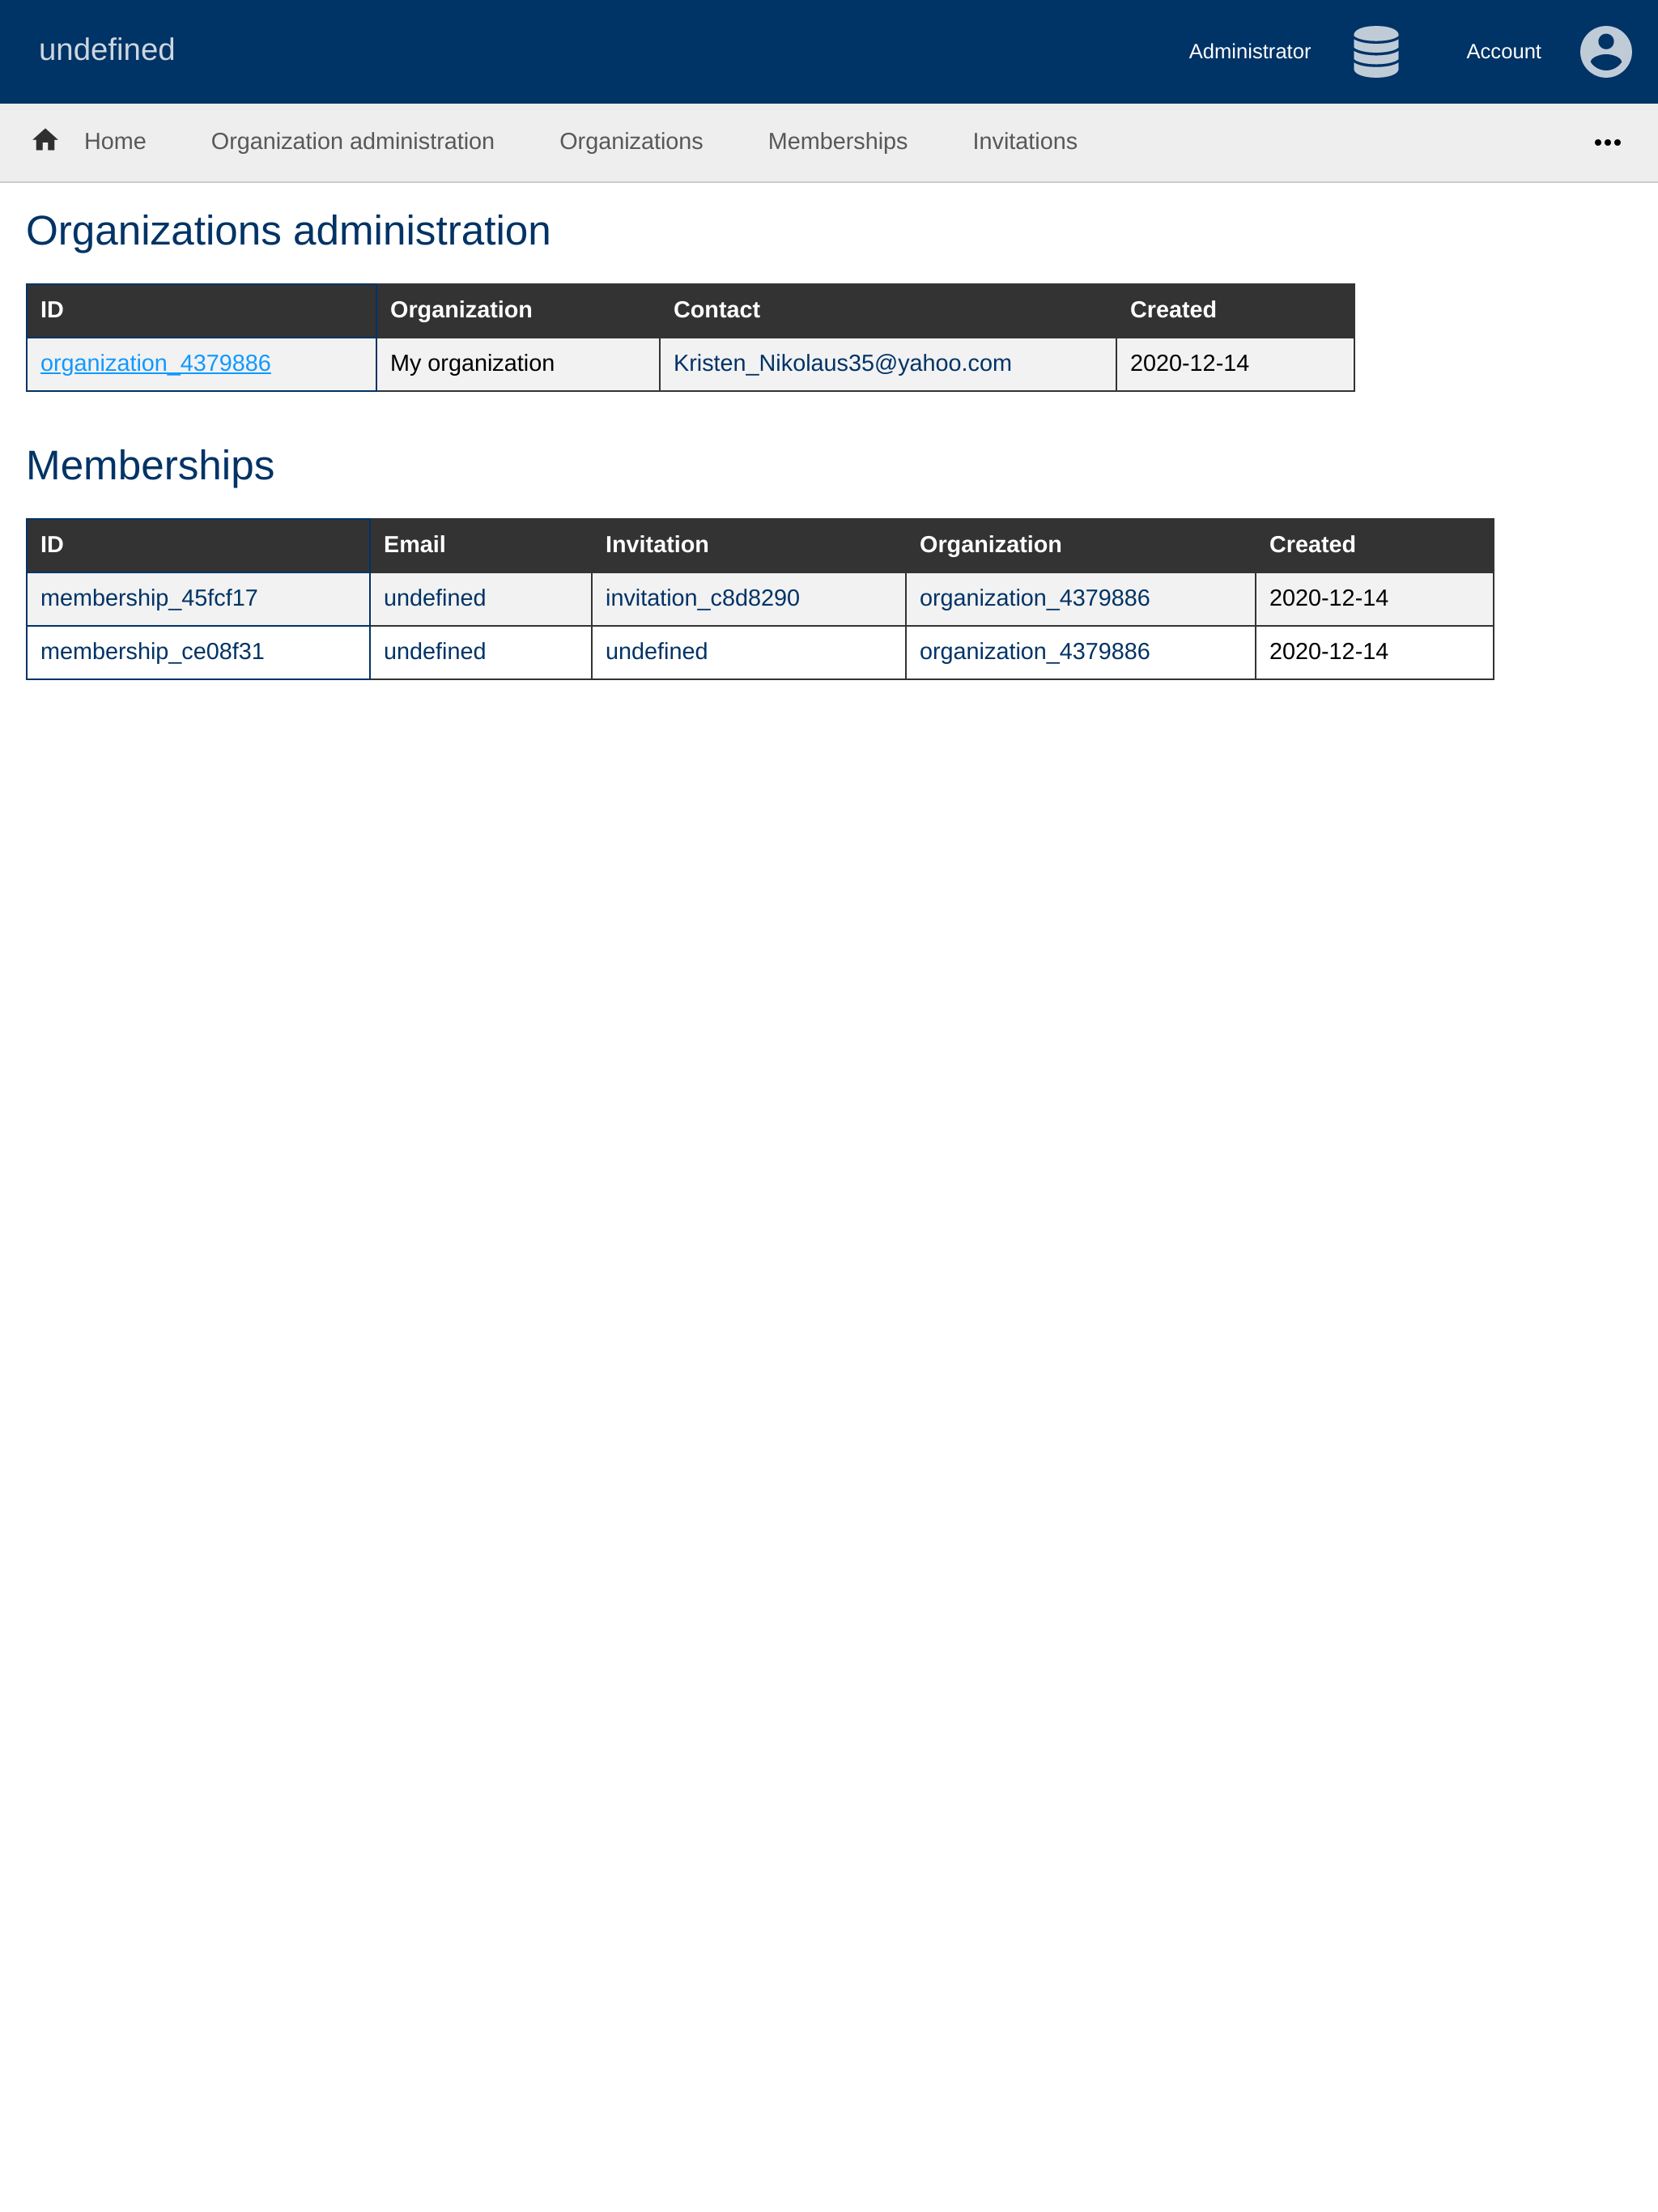 undefined Administrator Account
Home Organization administration Organizations Memberships Invitations •••
Organizations administration
ID Organization Contact Created
organization_4379886 My organization Kristen_Nikolaus35@yahoo.com 2020-12-14
Memberships
ID Email Invitation Organization Created
membership_45fcf17 undefined invitation_c8d8290 organization_4379886 2020-12-14
membership_ce08f31 undefined undefined organization_4379886 2020-12-14